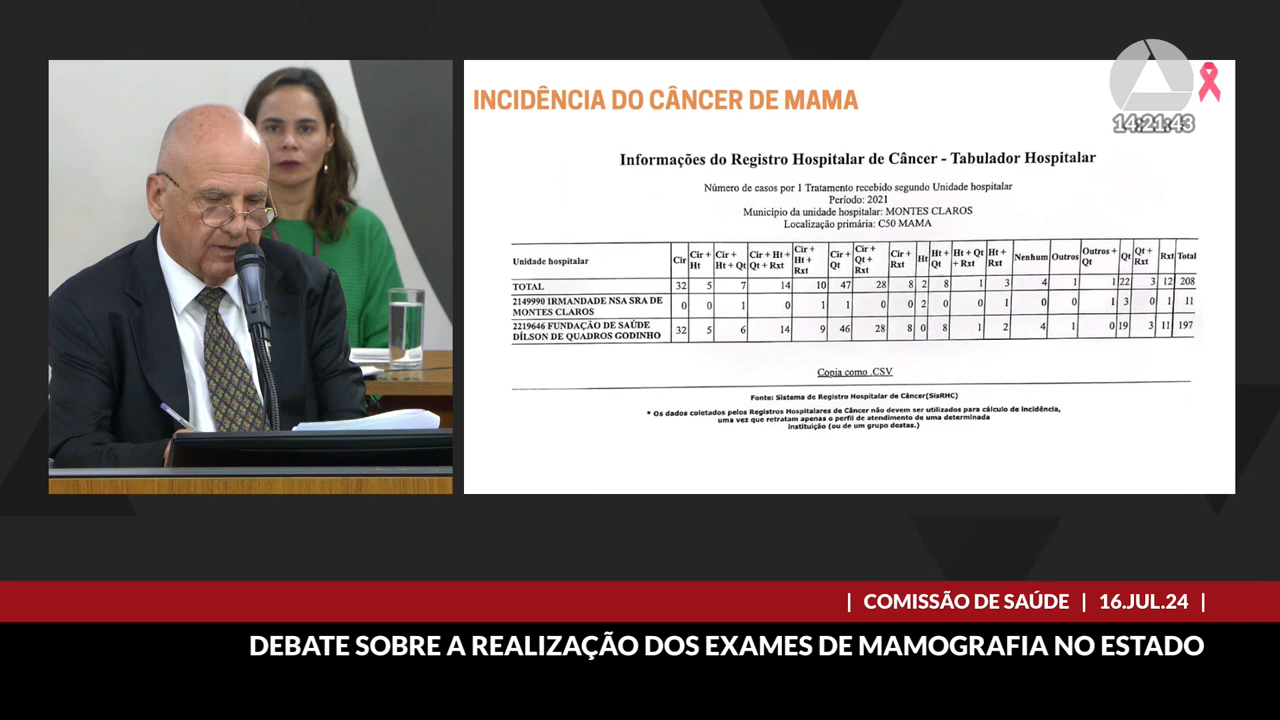 INCIDÊNCIA DO CÂNCER DE MAMA
14:21:43
Informações do Registro Hospitalar de Câncer - Tabulador Hospitalar
Número de casos por 1 Tratamento recebido segundo Unidade hospitalar
Período: 2021
Município da unidade hospitalar: MONTES CLAROS
Localização primária: C50 MAMA
Unidade hospitalar | Cir | Cir + Ht | Cir + Ht + Qt | Cir + Ht + Qt + Rxt | Cir + Ht + Rxt | Cir + Qt | Cir + Qt + Rxt | Cir + Rxt | Ht | Ht + Qt | Ht + Qt + Rxt | Ht + Rxt | Nenhum | Outros | Outros + Qt | Qt | Qt + Rxt | Rxt | Total
TOTAL | 32 | 5 | 7 | 14 | 10 | 47 | 28 | 8 | 2 | 8 | 1 | 3 | 4 | 1 | 1 | 22 | 3 | 12 | 208
2149990 IRMANDADE NSA SRA DE MONTES CLAROS | 0 | 0 | 1 | 0 | 1 | 1 | 0 | 0 | 2 | 0 | 0 | 1 | 0 | 0 | 1 | 3 | 0 | 1 | 11
2219646 FUNDAÇÃO DE SAÚDE DÍLSON DE QUADROS GODINHO | 32 | 5 | 6 | 14 | 9 | 46 | 28 | 8 | 0 | 8 | 1 | 2 | 4 | 1 | 0 | 19 | 3 | 11 | 197
Copia como .CSV
Fonte: Sistema de Registro Hospitalar de Câncer(SisRHC)
* Os dados coletados pelos Registros Hospitalares de Câncer não devem ser utilizados para cálculo de incidência,
uma vez que retratam apenas o perfil de atendimento de uma determinada
instituição (ou de um grupo destas.)
| COMISSÃO DE SAÚDE | 16.JUL.24 |
DEBATE SOBRE A REALIZAÇÃO DOS EXAMES DE MAMOGRAFIA NO ESTADO